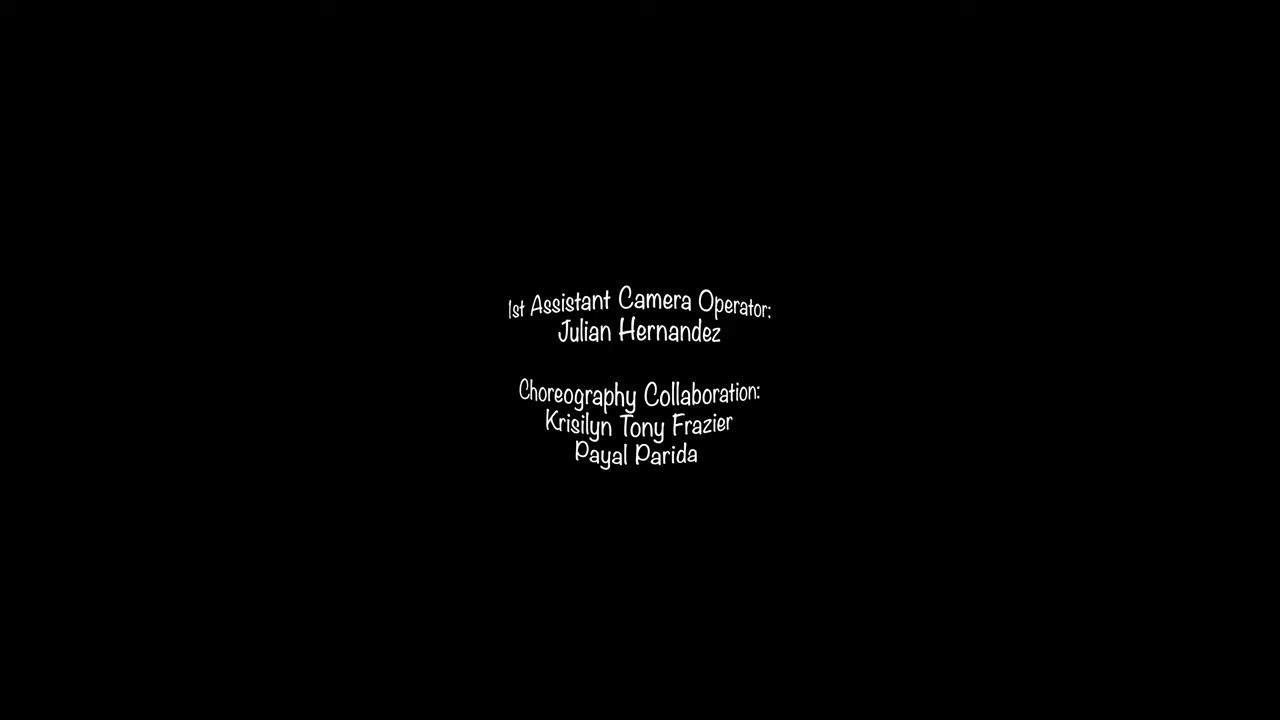 1st Assistant Camera Operator:
Julian Hernandez
Choreography Collaboration:
Krisilyn Tony Frazier
Payal Parida